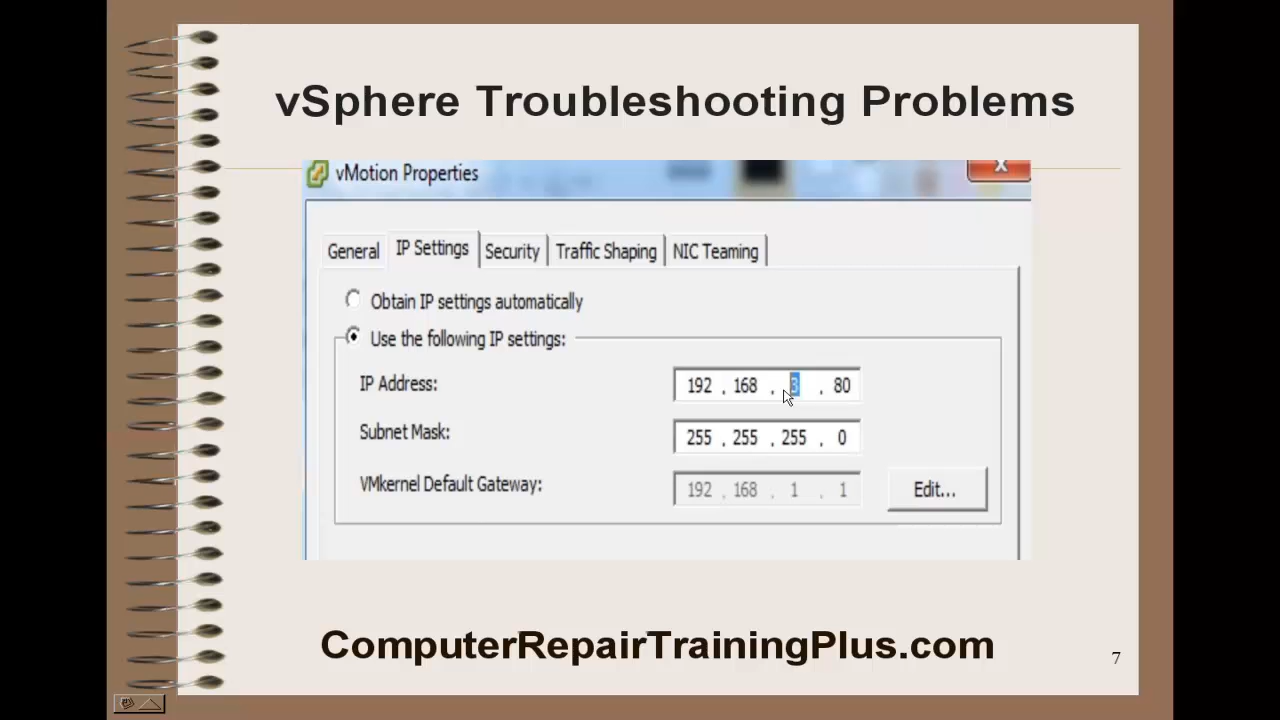 vSphere Troubleshooting Problems
vMotion Properties
General IP Settings Security Traffic Shaping NIC Teaming
Obtain IP settings automatically
Use the following IP settings:
IP Address: 192 . 168 . 3 . 80
Subnet Mask: 255 . 255 . 255 . 0
VMkernel Default Gateway: 192 . 168 . 1 . 1 Edit...
ComputerRepairTrainingPlus.com
7